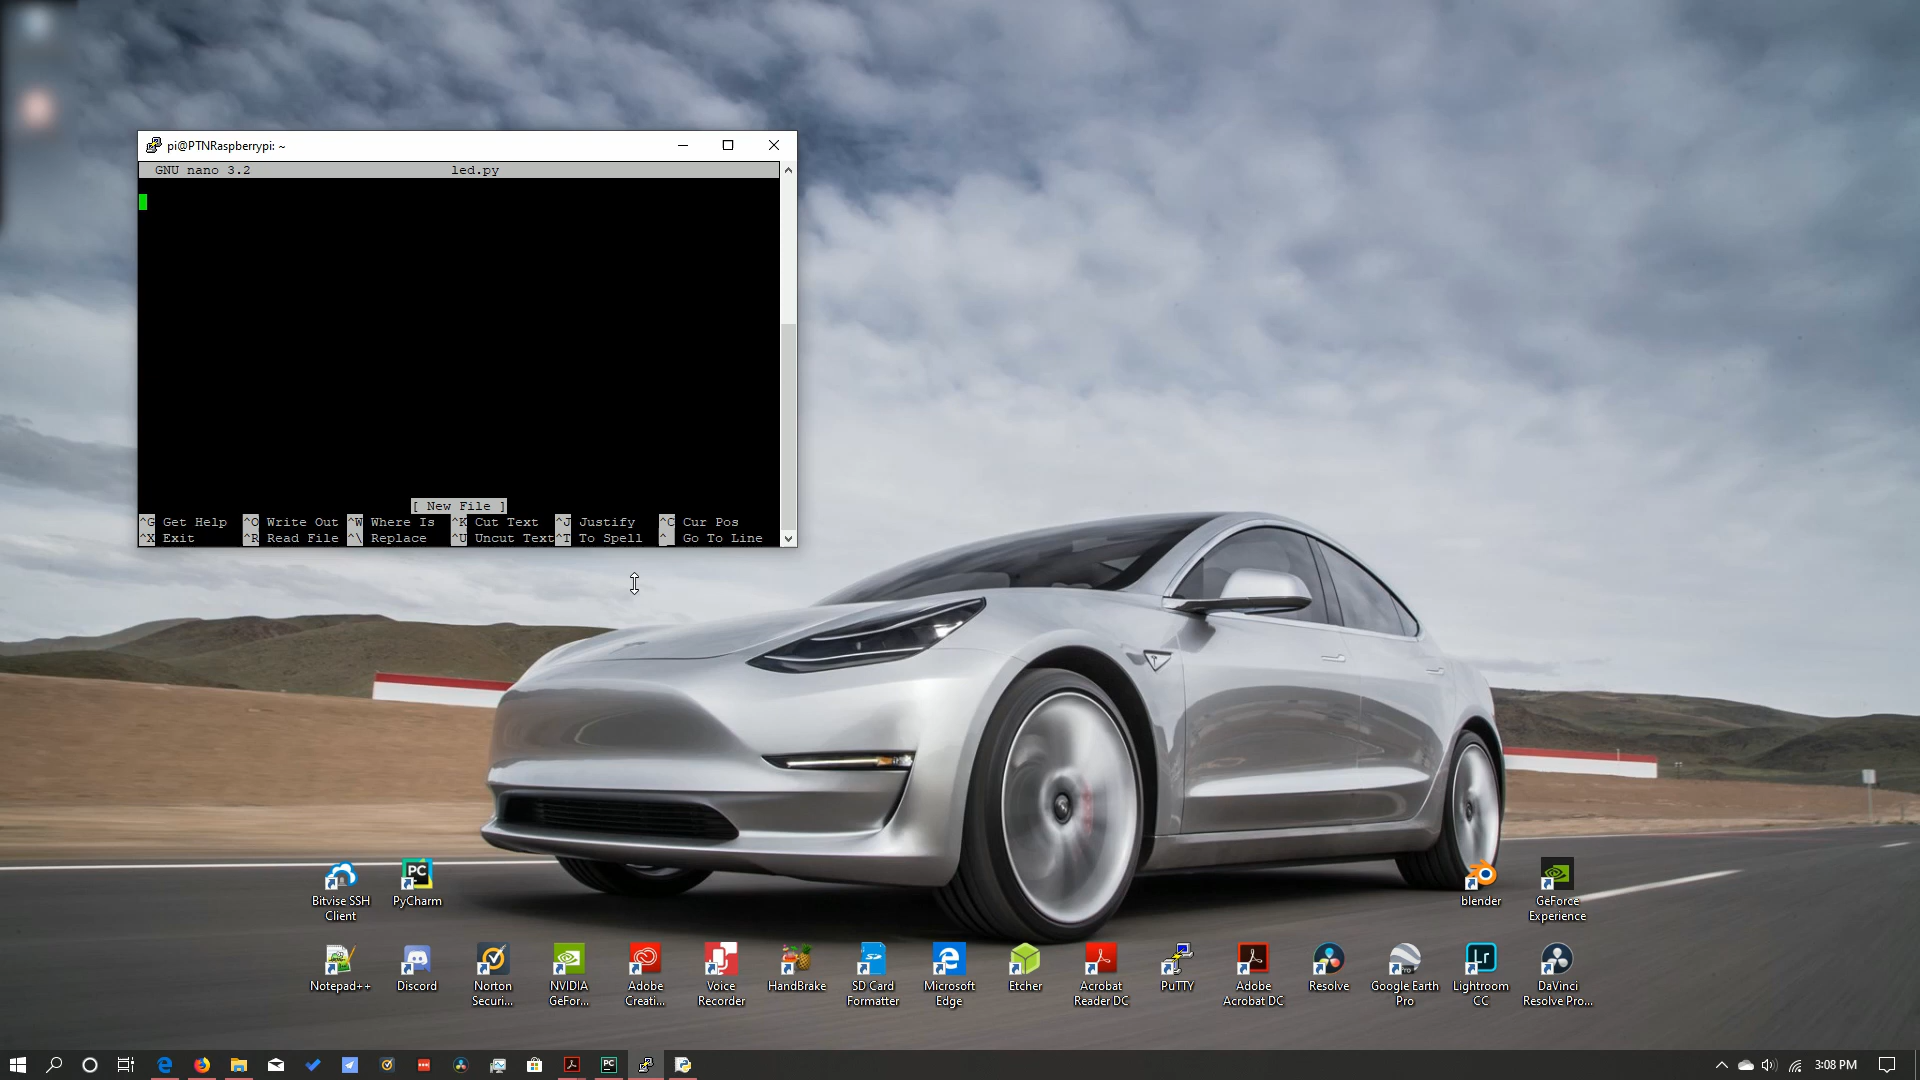 pi@PTNRaspberrypi: ~
GNU nano 3.2 led.py
[ New File ]
^G Get Help ^O Write Out ^W Where Is ^K Cut Text ^J Justify ^C Cur Pos
^X Exit ^R Read File ^\ Replace ^U Uncut Text ^T To Spell ^_ Go To Line
Bitvise SSH Client
PyCharm
blender
GeForce Experience
Notepad++
Discord
Norton Securi...
NVIDIA GeFor...
Adobe Creati...
Voice Recorder
HandBrake
SD Card Formatter
Microsoft Edge
Etcher
Acrobat Reader DC
PuTTY
Adobe Acrobat DC
Resolve
Google Earth Pro
Lightroom CC
DaVinci Resolve Pro...
3:08 PM